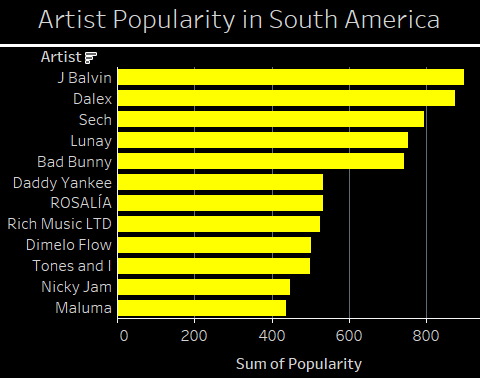 Artist Popularity in South America
Artist
J Balvin
Dalex
Sech
Lunay
Bad Bunny
Daddy Yankee
ROSALÍA
Rich Music LTD
Dimelo Flow
Tones and I
Nicky Jam
Maluma
0 200 400 600 800
Sum of Popularity